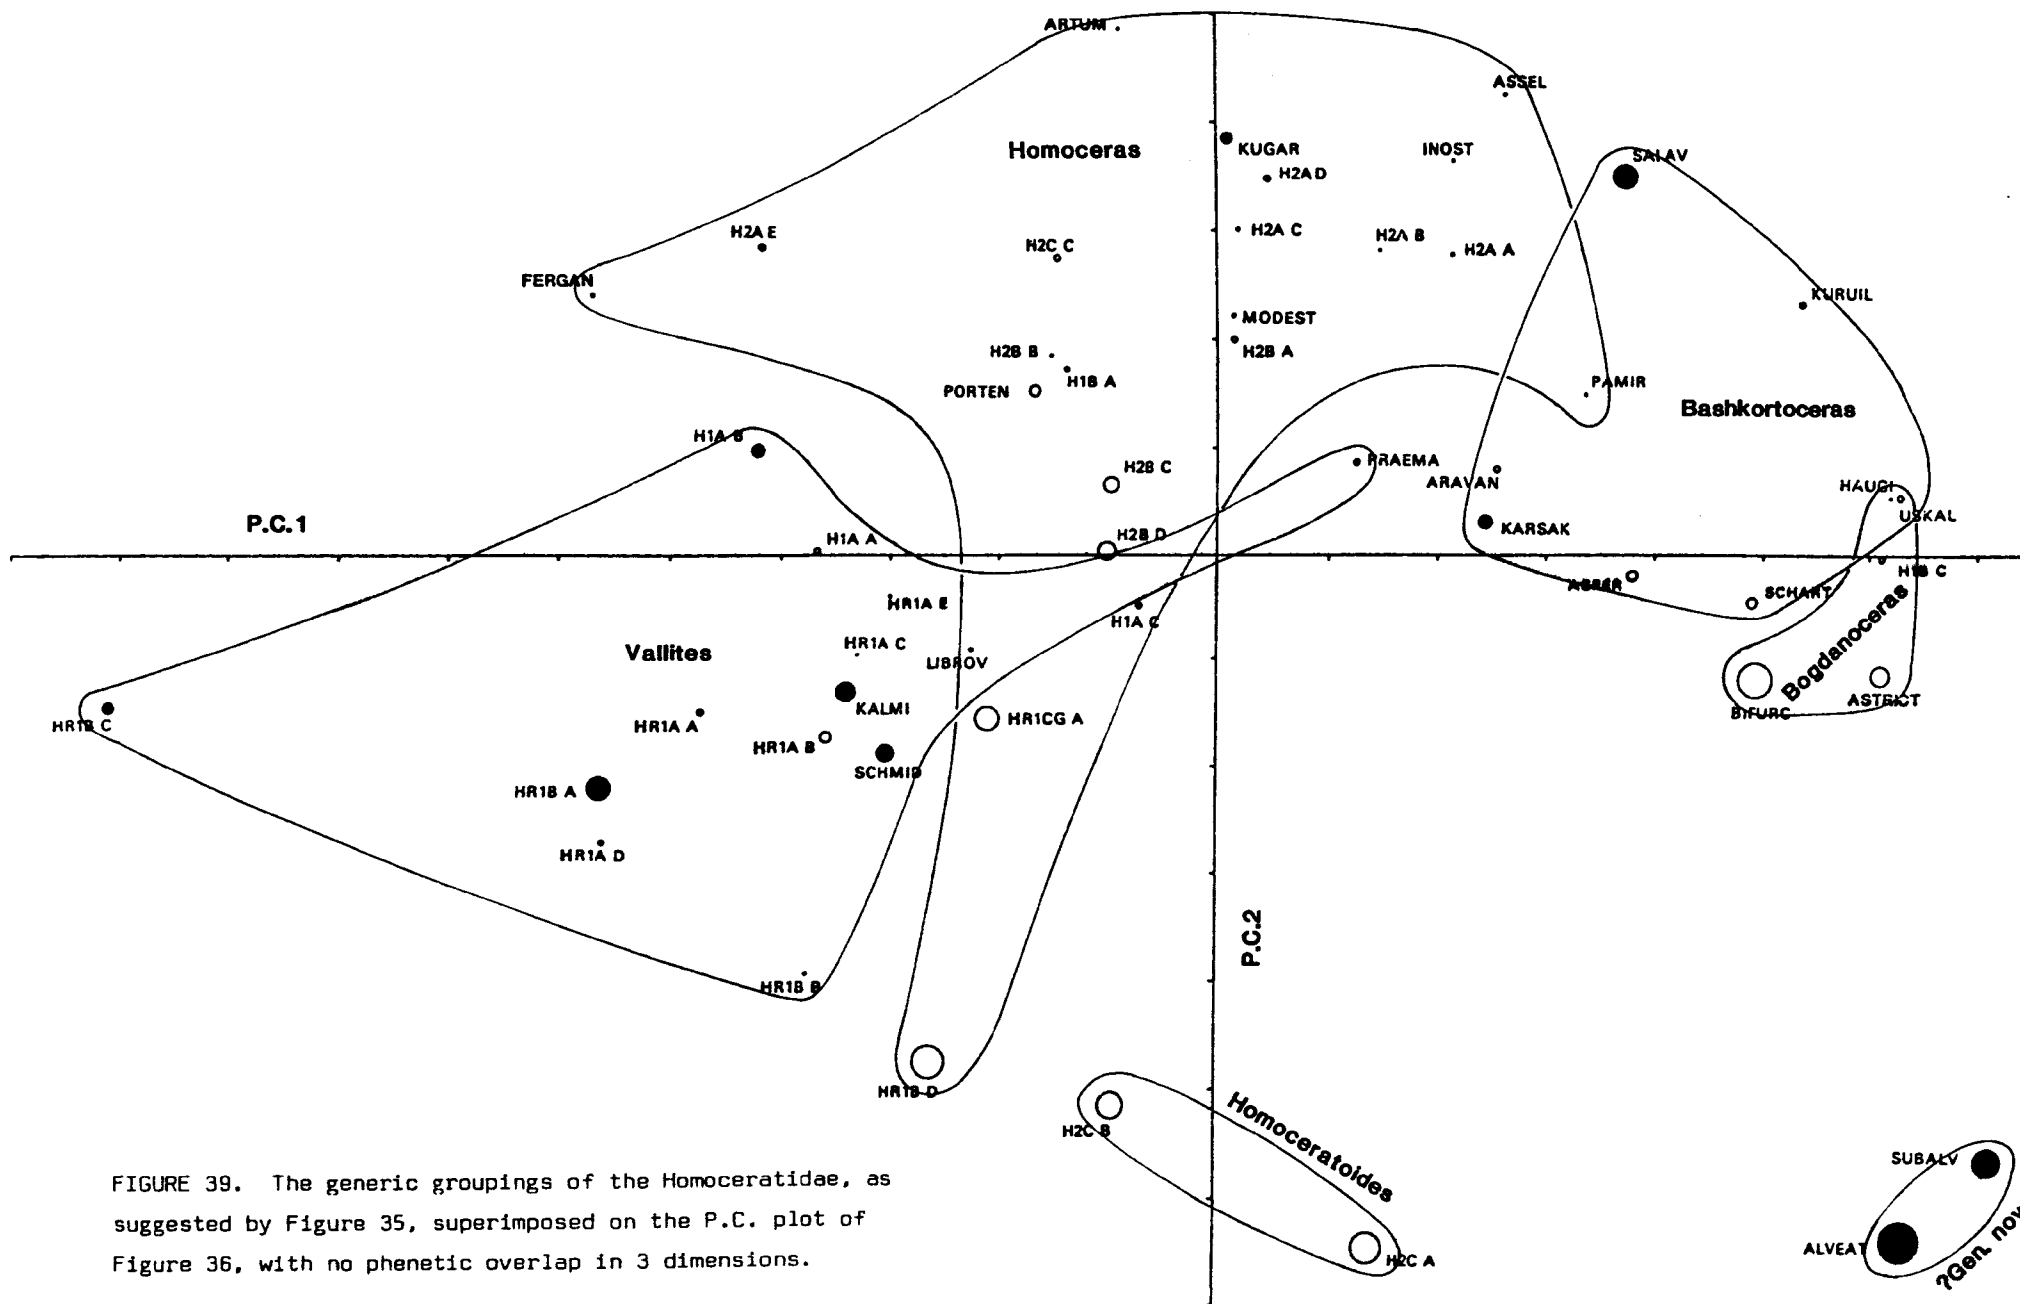 ARTUM
ASSEL
Homoceras
KUGAR
INOST
SALAV
H2A D
H2A E
H2C C
H2A C
H2A B
H2A A
FERGAN
KURUIL
MODEST
H2B B
H2B A
H1B A
PORTEN
PAMIR
Bashkortoceras
H1A B
H2B C
PRAEMA
ARAVAN
HAUGI
USKAL
P.C.1
KARSAK
H1A A
H2B D
H1B C
ASPER
SCHART
HR1A E
H1A C
Bogdanoceras
HR1A C
Vallites
LIBROV
KALMI
HR1CG A
BIFURC
ASTRICT
HR1B C
HR1A A
HR1A B
SCHMID
HR1B A
HR1A D
P.C.2
HR1B B
HR1B D
H2C B
Homoceratoides
SUBALV
ALVEAT
H2C A
?Gen. nov
FIGURE 39. The generic groupings of the Homoceratidae, as
suggested by Figure 35, superimposed on the P.C. plot of
Figure 36, with no phenetic overlap in 3 dimensions.